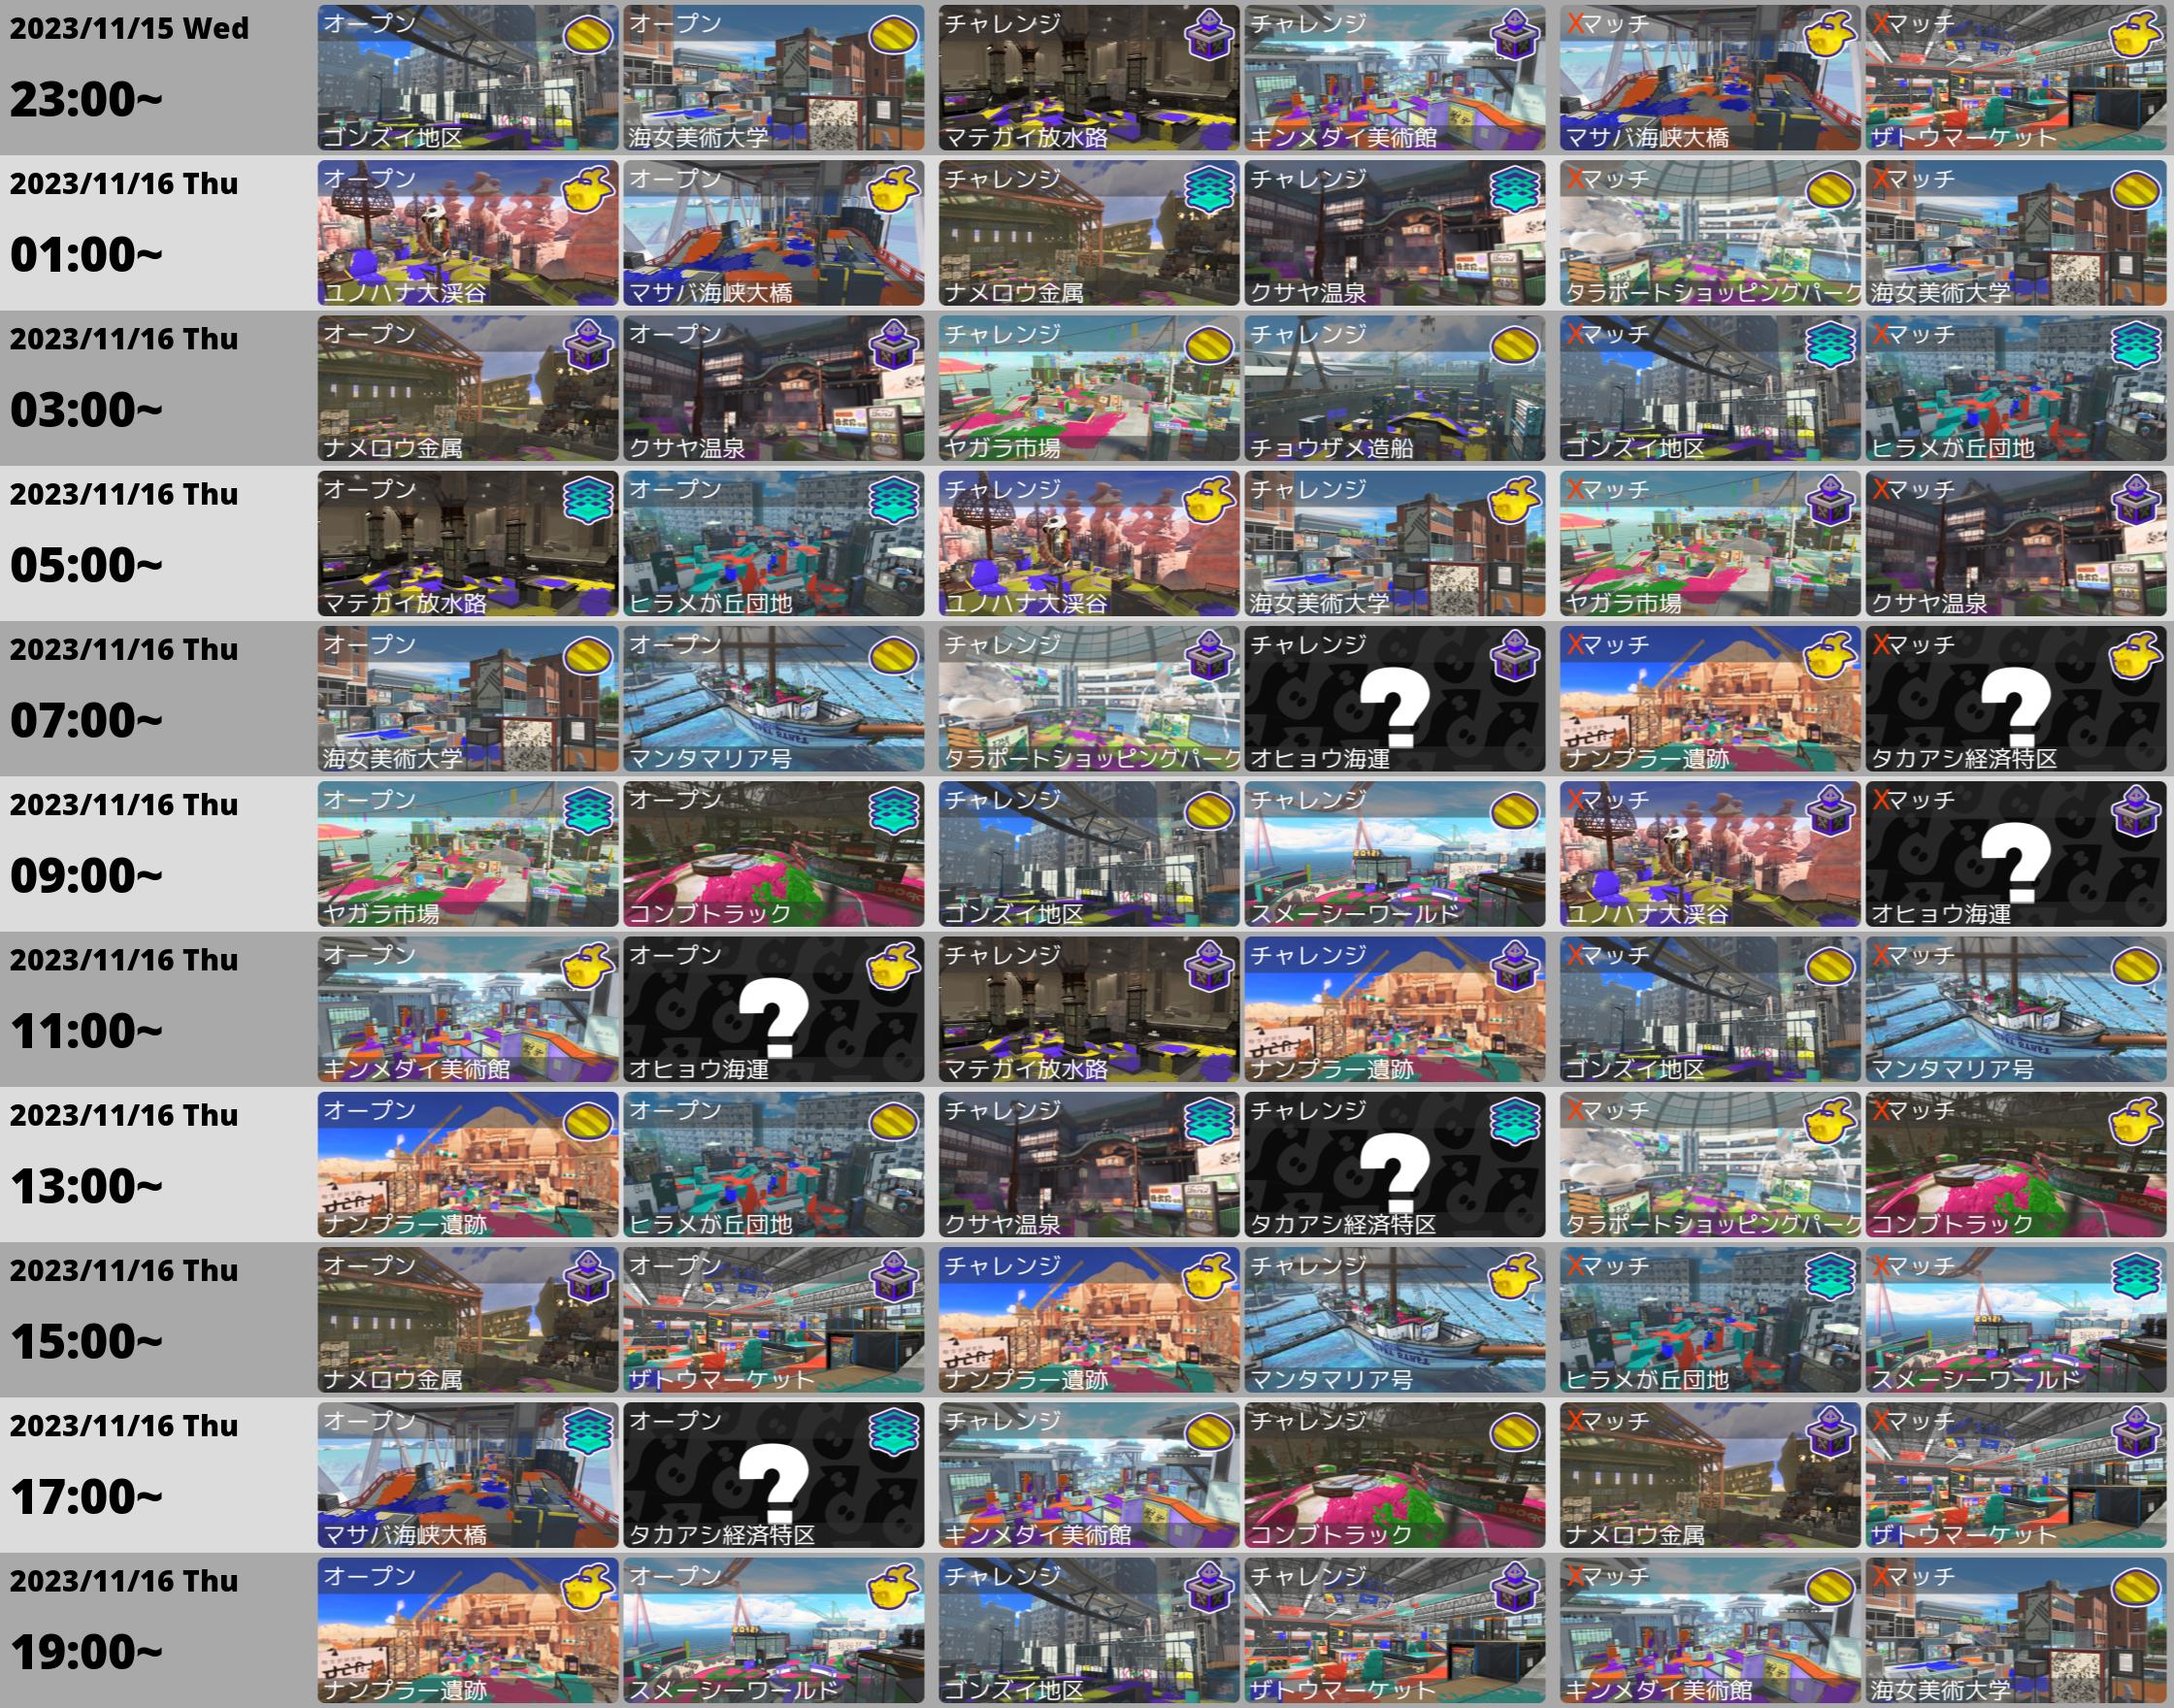 2023/11/15 Wed
23:00~
オープン
ゴンズイ地区
オープン
海女美術大学
チャレンジ
マテガイ放水路
チャレンジ
キンメダイ美術館
Xマッチ
マサバ海峡大橋
Xマッチ
ザトウマーケット
2023/11/16 Thu
01:00~
オープン
ユノハナ大渓谷
オープン
マサバ海峡大橋
チャレンジ
ナメロウ金属
チャレンジ
クサヤ温泉
Xマッチ
タラポートショッピングパーク
Xマッチ
海女美術大学
2023/11/16 Thu
03:00~
オープン
ナメロウ金属
オープン
クサヤ温泉
チャレンジ
ヤガラ市場
チャレンジ
チョウザメ造船
Xマッチ
ゴンズイ地区
Xマッチ
ヒラメが丘団地
2023/11/16 Thu
05:00~
オープン
マテガイ放水路
オープン
ヒラメが丘団地
チャレンジ
ユノハナ大渓谷
チャレンジ
海女美術大学
Xマッチ
ヤガラ市場
Xマッチ
クサヤ温泉
2023/11/16 Thu
07:00~
オープン
海女美術大学
オープン
マンタマリア号
チャレンジ
タラポートショッピングパーク
チャレンジ
?
オヒョウ海運
Xマッチ
ナンプラー遺跡
Xマッチ
?
タカアシ経済特区
2023/11/16 Thu
09:00~
オープン
ヤガラ市場
オープン
コンブトラック
チャレンジ
ゴンズイ地区
チャレンジ
スメーシーワールド
Xマッチ
ユノハナ大渓谷
Xマッチ
?
オヒョウ海運
2023/11/16 Thu
11:00~
オープン
キンメダイ美術館
オープン
?
オヒョウ海運
チャレンジ
マテガイ放水路
チャレンジ
ナンプラー遺跡
Xマッチ
ゴンズイ地区
Xマッチ
マンタマリア号
2023/11/16 Thu
13:00~
オープン
ナンプラー遺跡
オープン
ヒラメが丘団地
チャレンジ
クサヤ温泉
チャレンジ
?
タカアシ経済特区
Xマッチ
タラポートショッピングパーク
Xマッチ
コンブトラック
2023/11/16 Thu
15:00~
オープン
ナメロウ金属
オープン
ザトウマーケット
チャレンジ
ナンプラー遺跡
チャレンジ
マンタマリア号
Xマッチ
ヒラメが丘団地
Xマッチ
スメーシーワールド
2023/11/16 Thu
17:00~
オープン
マサバ海峡大橋
オープン
?
タカアシ経済特区
チャレンジ
キンメダイ美術館
チャレンジ
コンブトラック
Xマッチ
ナメロウ金属
Xマッチ
ザトウマーケット
2023/11/16 Thu
19:00~
オープン
ナンプラー遺跡
オープン
スメーシーワールド
チャレンジ
ゴンズイ地区
チャレンジ
ザトウマーケット
Xマッチ
キンメダイ美術館
Xマッチ
海女美術大学